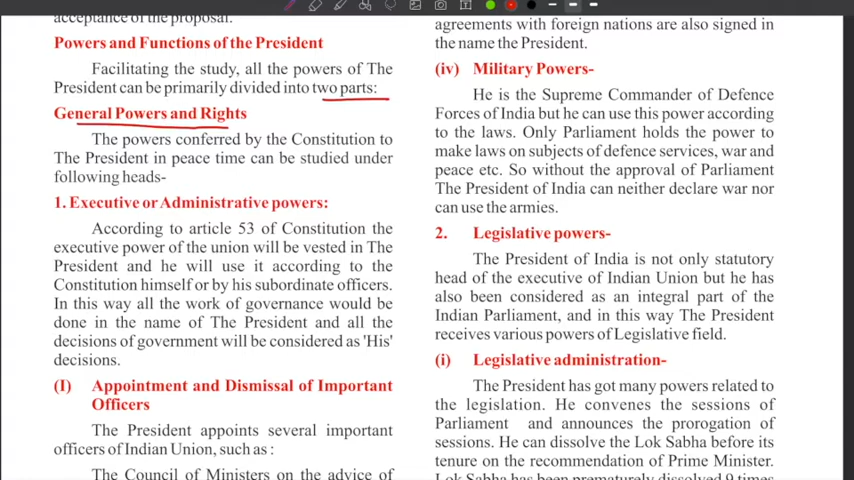 acceptance of the proposal.
Powers and Functions of the President
Facilitating the study, all the powers of The
President can be primarily divided into two parts:
General Powers and Rights
The powers conferred by the Constitution to
The President in peace time can be studied under
following heads-
1. Executive or Administrative powers:
According to article 53 of Constitution the
executive power of the union will be vested in The
President and he will use it according to the
Constitution himself or by his subordinate officers.
In this way all the work of governance would be
done in the name of The President and all the
decisions of government will be considered as 'His'
decisions.
(I) Appointment and Dismissal of Important
Officers
The President appoints several important
officers of Indian Union, such as :
The Council of Ministers on the advice of
agreements with foreign nations are also signed in
the name the President.
(iv) Military Powers-
He is the Supreme Commander of Defence
Forces of India but he can use this power according
to the laws. Only Parliament holds the power to
make laws on subjects of defence services, war and
peace etc. So without the approval of Parliament
The President of India can neither declare war nor
can use the armies.
2. Legislative powers-
The President of India is not only statutory
head of the executive of Indian Union but he has
also been considered as an integral part of the
Indian Parliament, and in this way The President
receives various powers of Legislative field.
(i) Legislative administration-
The President has got many powers related to
the legislation. He convenes the sessions of
Parliament and announces the prorogation of
sessions. He can dissolve the Lok Sabha before its
tenure on the recommendation of Prime Minister.
Lok Sabha has been prematurely dissolved 9 times